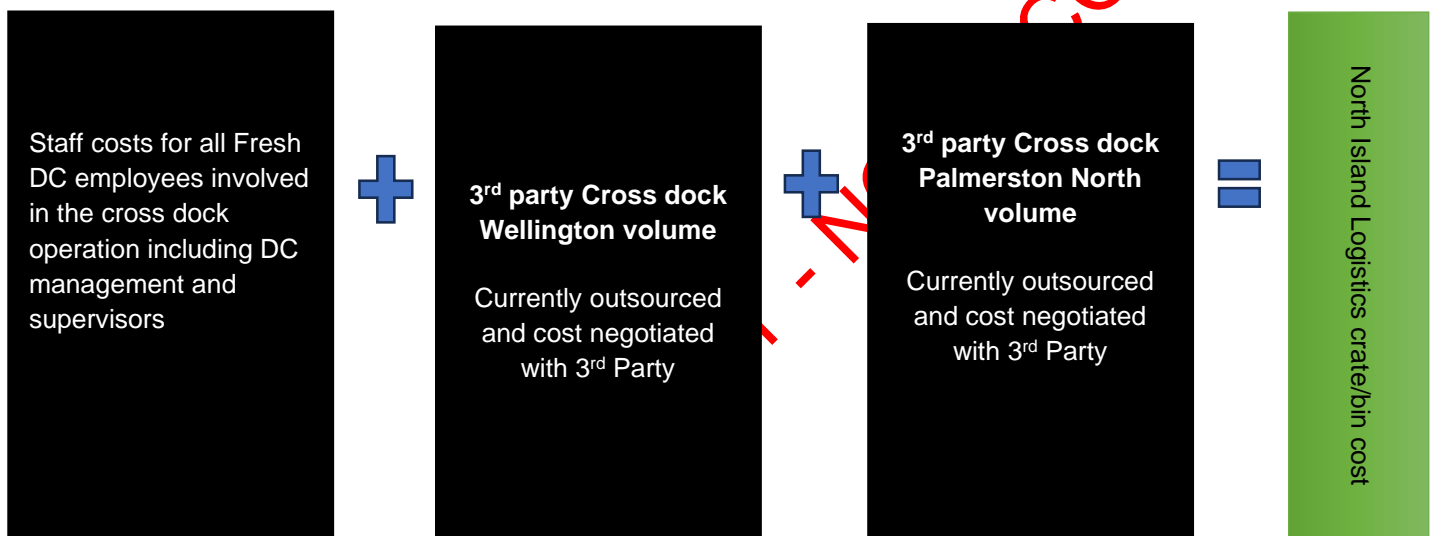 Staff costs for all Fresh
DC employees involved
in the cross dock
operation including DC
management and
supervisors
3rd party Cross dock
Wellington volume
Currently outsourced
and cost negotiated
with 3rd Party
3rd party Cross dock
Palmerston North
volume
Currently outsourced
and cost negotiated
with 3rd Party
North Island Logistics crate/bin cost